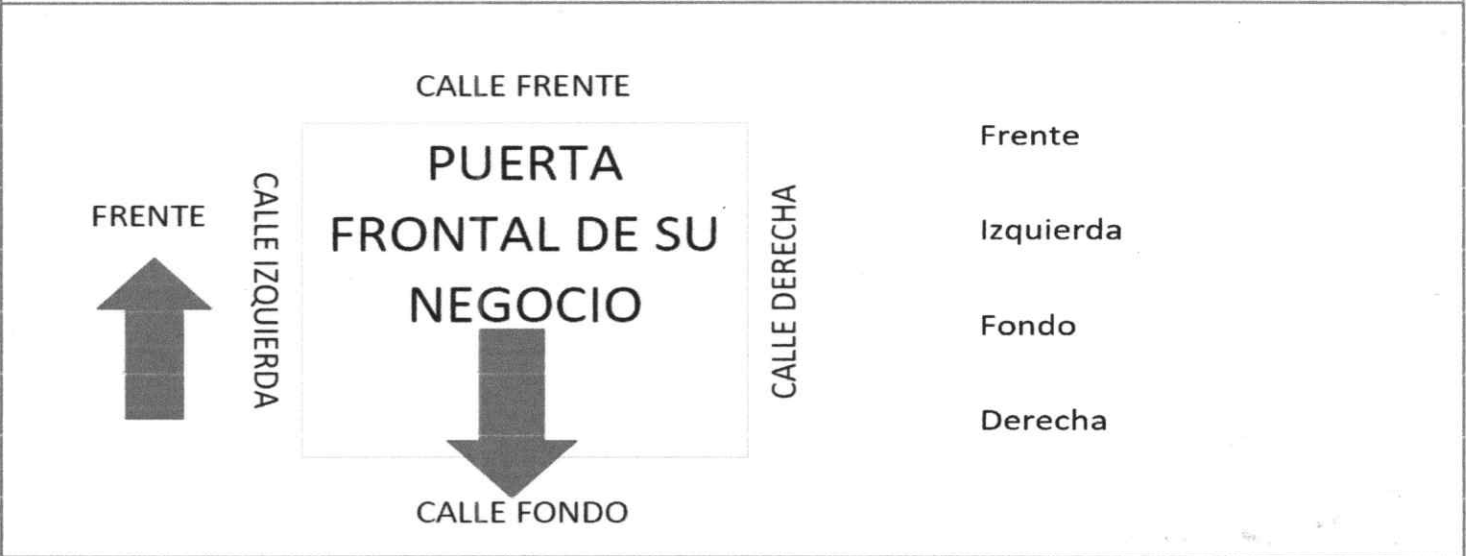 CALLE FRENTE
PUERTA
FRONTAL DE SU
NEGOCIO
FRENTE
CALLE IZQUIERDA
CALLE DERECHA
CALLE FONDO
Frente
Izquierda
Fondo
Derecha